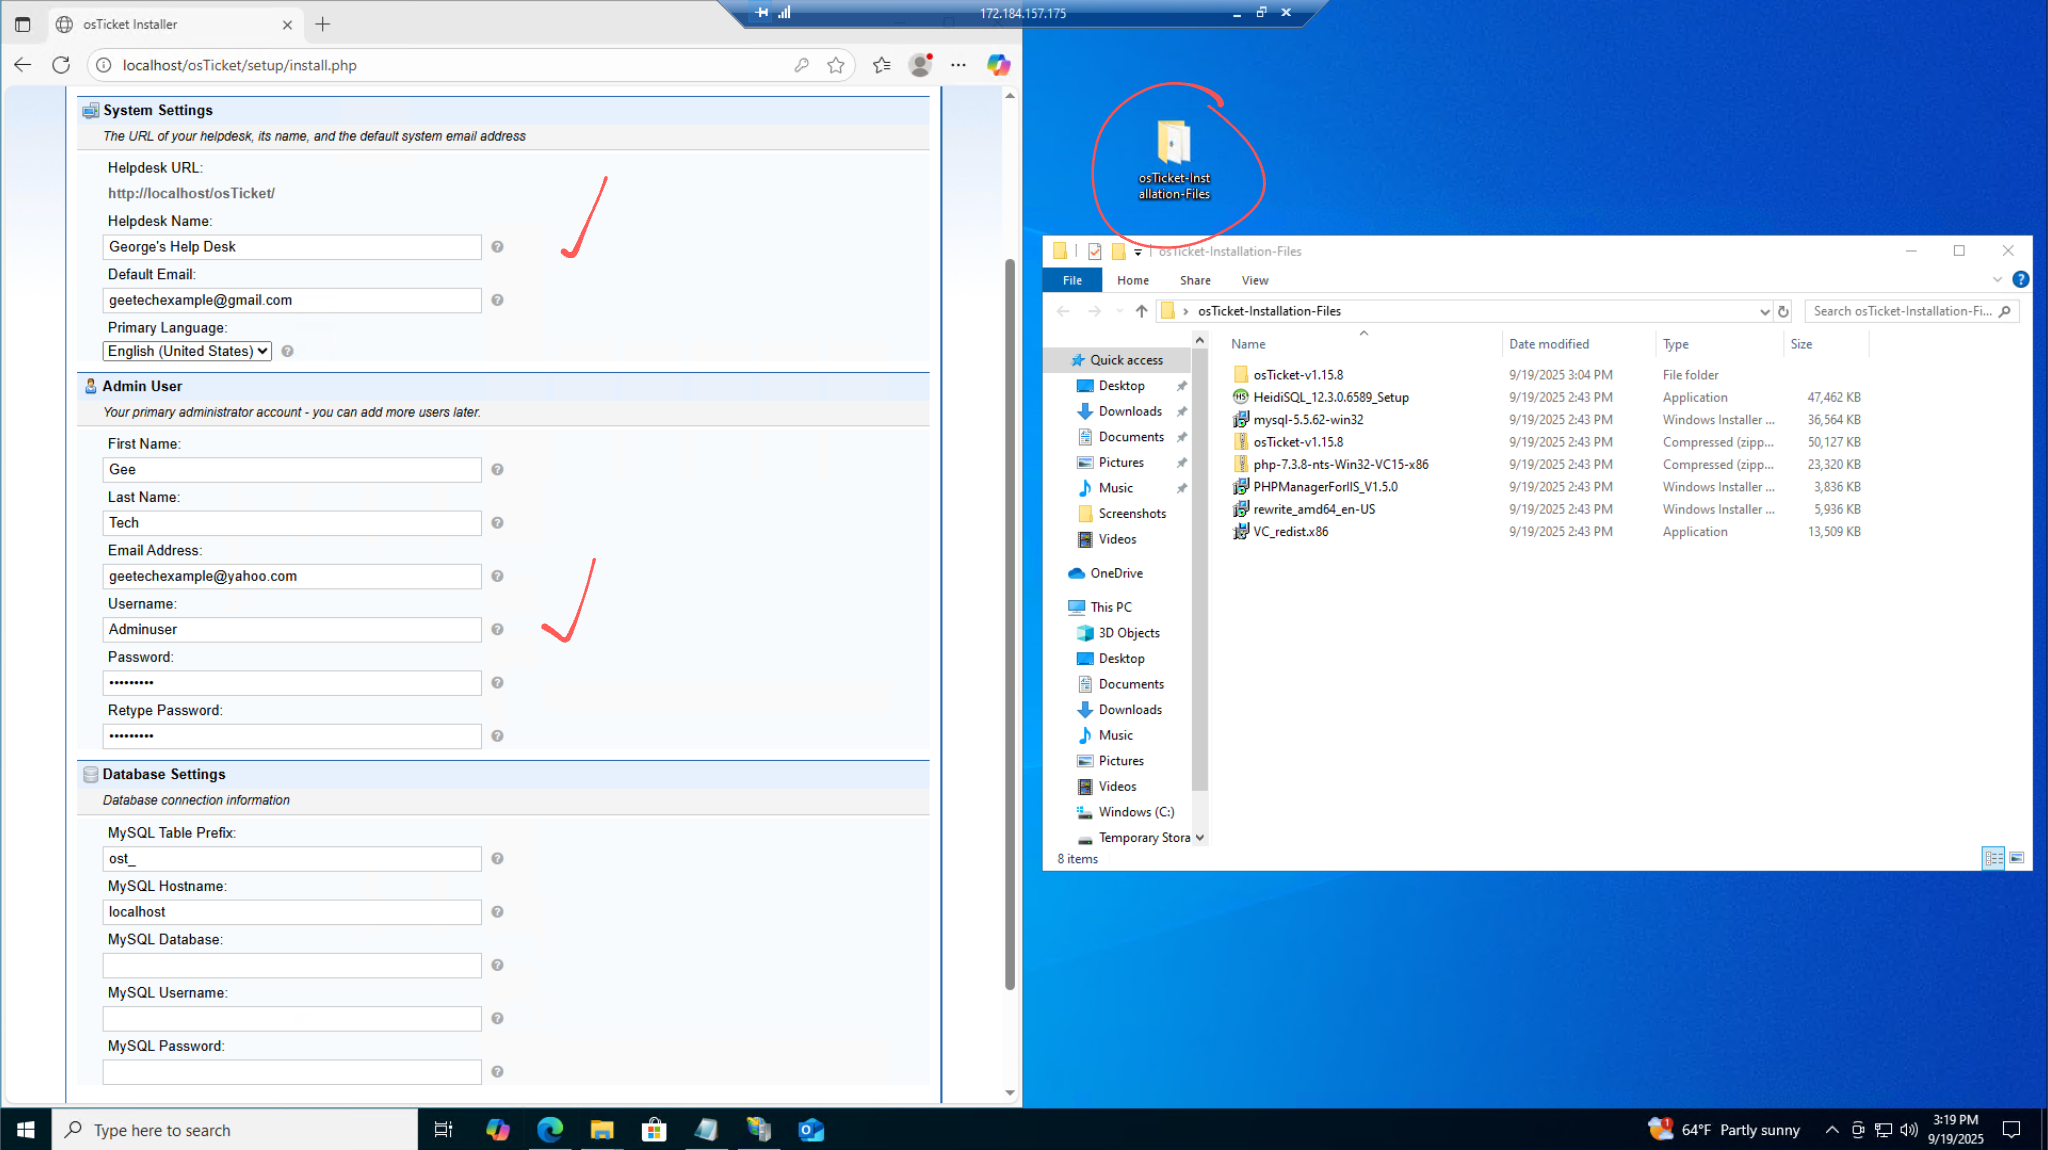 osTicket Installer
172.184.157.175
localhost/osTicket/setup/install.php
System Settings
The URL of your helpdesk, its name, and the default system email address
Helpdesk URL:
http://localhost/osTicket/
Helpdesk Name:
George's Help Desk
Default Email:
geetechexample@gmail.com
Primary Language:
English (United States)
Admin User
Your primary administrator account - you can add more users later.
First Name:
Gee
Last Name:
Tech
Email Address:
geetechexample@yahoo.com
Username:
Adminuser
Password:
•••••••••
Retype Password:
•••••••••
Database Settings
Database connection information
MySQL Table Prefix:
ost_
MySQL Hostname:
localhost
MySQL Database:
MySQL Username:
MySQL Password:
osTicket-Inst
allation-Files
osTicket-Installation-Files
File Home Share View
osTicket-Installation-Files
Search osTicket-Installation-Fi...
Quick access
Desktop
Downloads
Documents
Pictures
Music
Screenshots
Videos
OneDrive
This PC
3D Objects
Desktop
Documents
Downloads
Music
Pictures
Videos
Windows (C:)
Temporary Stora
Name Date modified Type Size
osTicket-v1.15.8 9/19/2025 3:04 PM File folder
HeidiSQL_12.3.0.6589_Setup 9/19/2025 2:43 PM Application 47,462 KB
mysql-5.5.62-win32 9/19/2025 2:43 PM Windows Installer ... 36,564 KB
osTicket-v1.15.8 9/19/2025 2:43 PM Compressed (zipp... 50,127 KB
php-7.3.8-nts-Win32-VC15-x86 9/19/2025 2:43 PM Compressed (zipp... 23,320 KB
PHPManagerForIIS_V1.5.0 9/19/2025 2:43 PM Windows Installer ... 3,836 KB
rewrite_amd64_en-US 9/19/2025 2:43 PM Windows Installer ... 5,936 KB
VC_redist.x86 9/19/2025 2:43 PM Application 13,509 KB
8 items
Type here to search
64°F Partly sunny
3:19 PM
9/19/2025